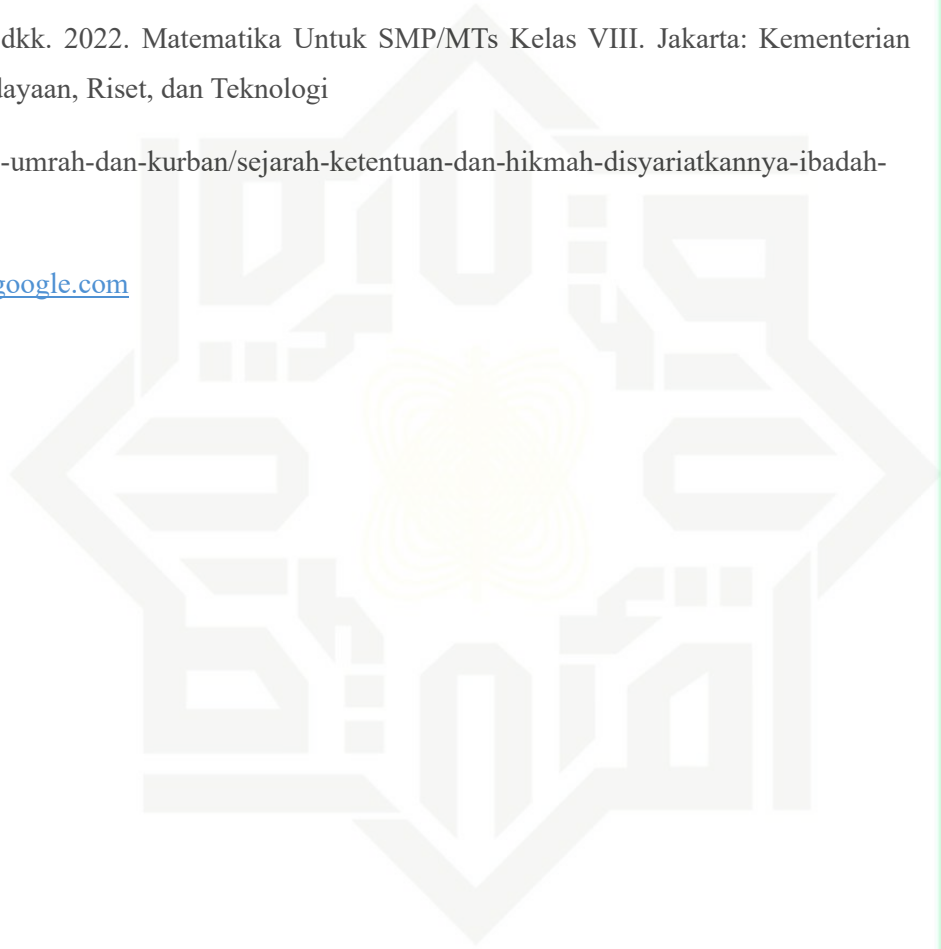 dkk. 2022. Matematika Untuk SMP/MTs Kelas VIII. Jakarta: Kementerian
dayaan, Riset, dan Teknologi
-umrah-dan-kurban/sejarah-ketentuan-dan-hikmah-disyariatkannya-ibadah-
google.com